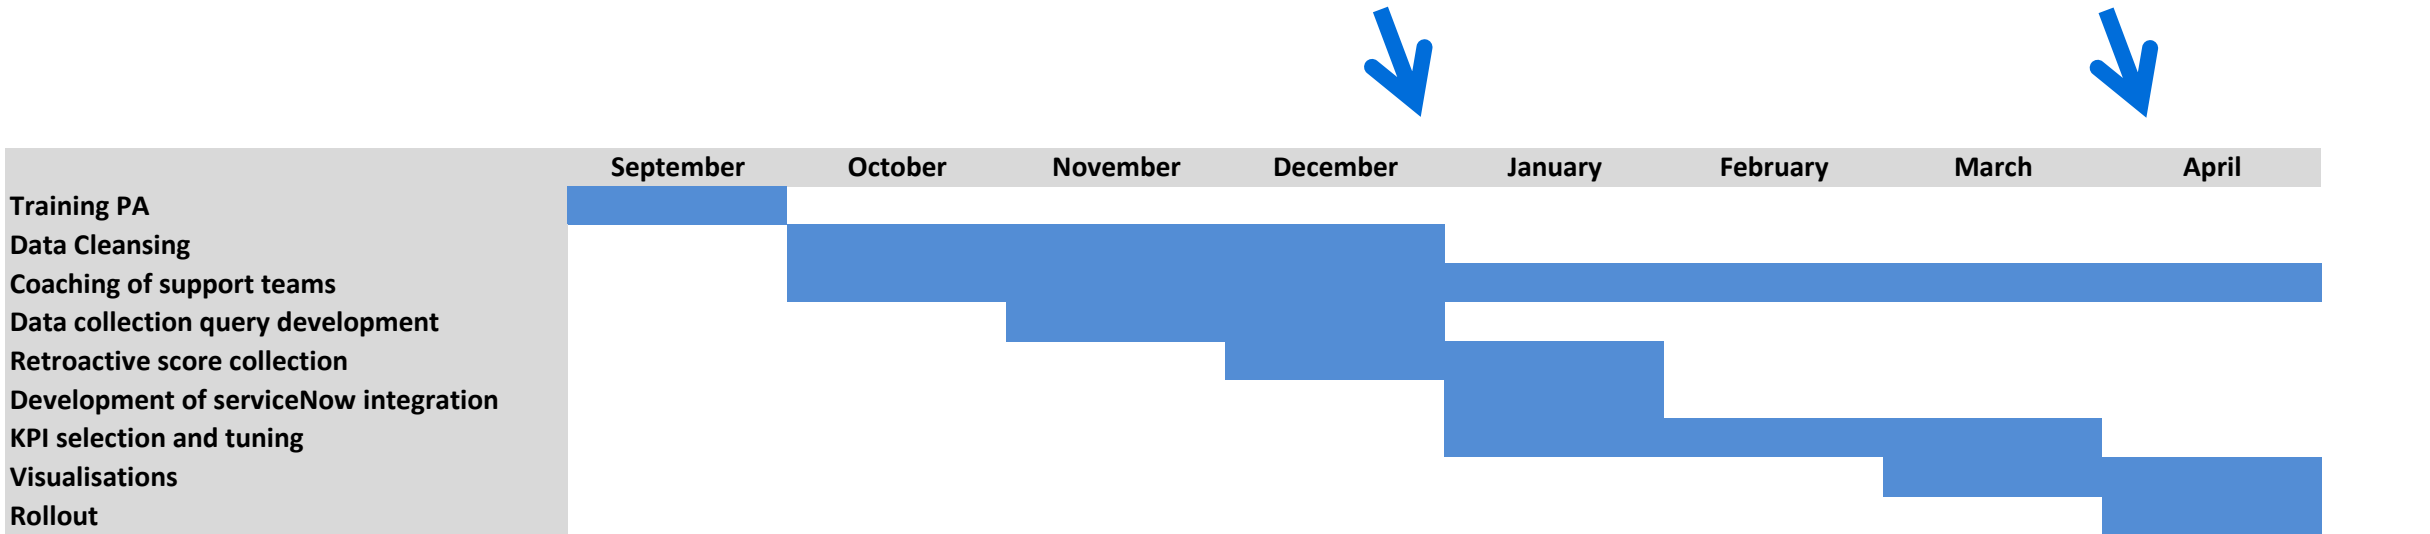 September October November December January February March April
Training PA
Data Cleansing
Coaching of support teams
Data collection query development
Retroactive score collection
Development of serviceNow integration
KPI selection and tuning
Visualisations
Rollout